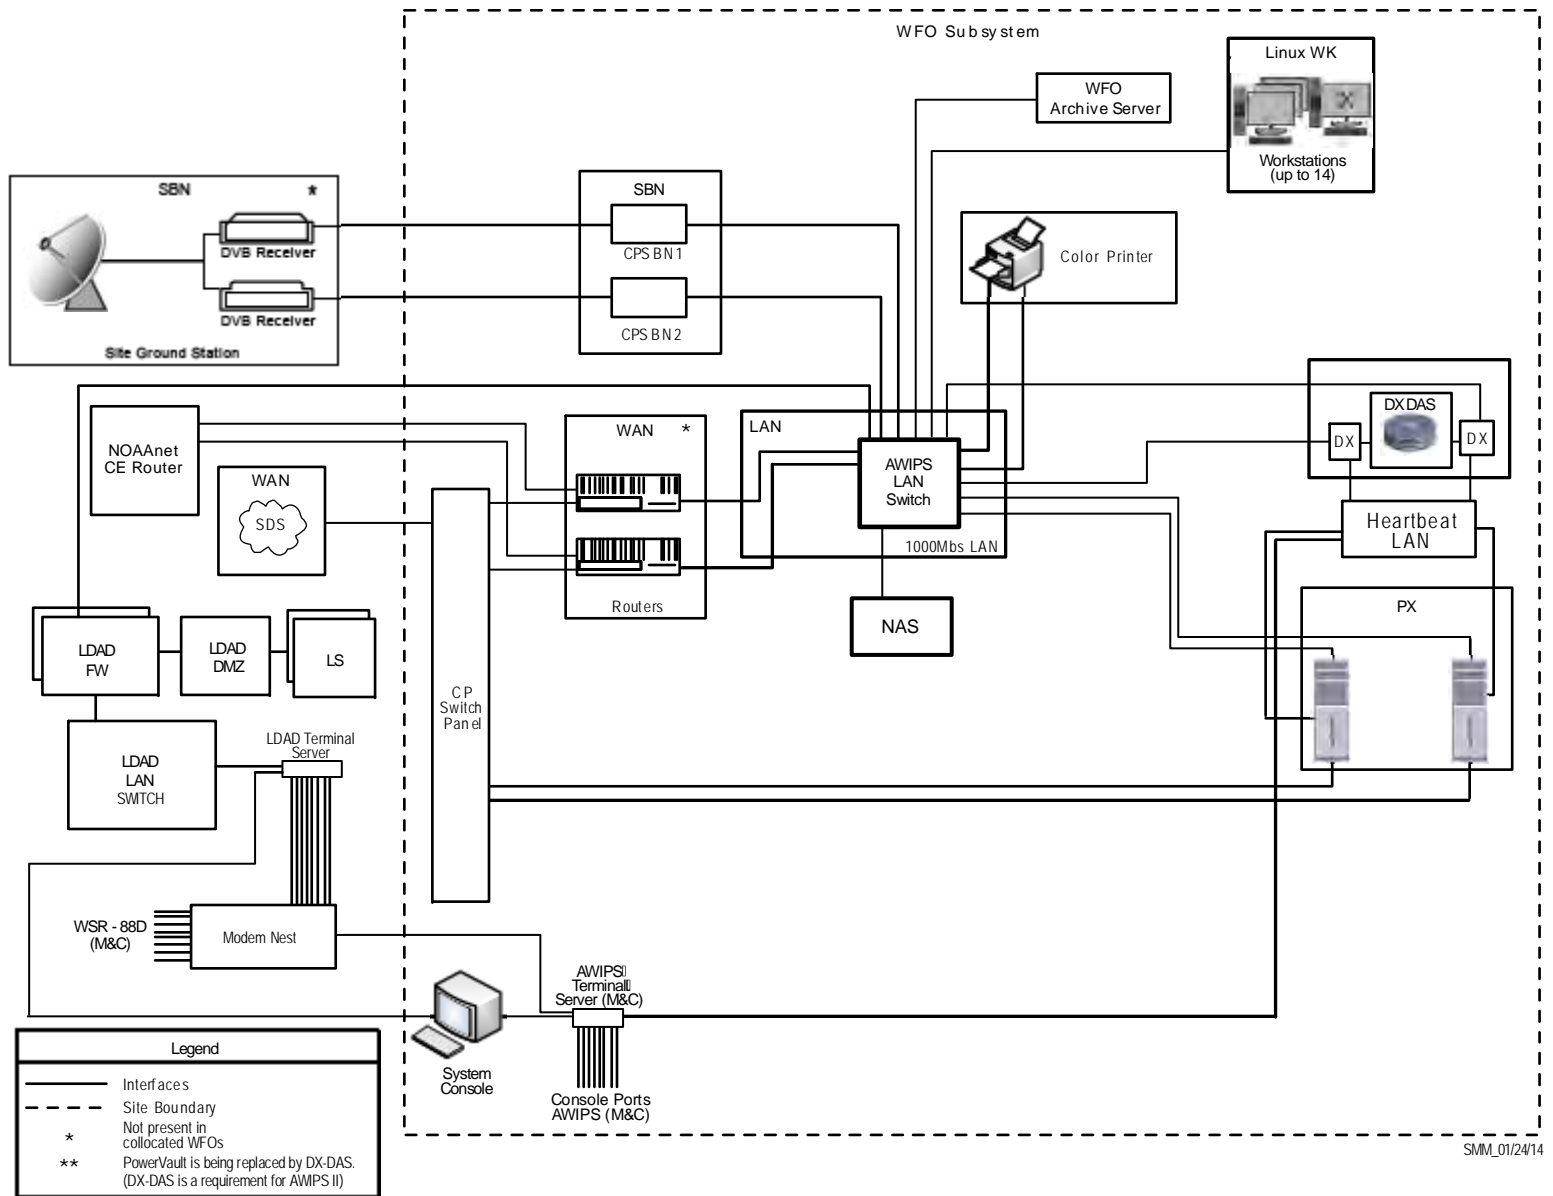 WFO Subsystem
Linux WK
Workstations
(up to 14)
WFO
Archive Server
SBN *
DVB Receiver
DVB Receiver
Site Ground Station
SBN
CPSBN1
CPSBN2
Color Printer
NOAAnet
CE Router
WAN
SDS
WAN *
Routers
LAN
AWIPS
LAN
Switch
1000Mbs LAN
NAS
DXDAS
DX
DX
Heartbeat
LAN
PX
LDAD
FW
LDAD
DMZ
LS
LDAD
LAN
SWITCH
LDAD Terminal
Server
CP
Switch
Panel
WSR - 88D
(M&C)
Modem Nest
System
Console
AWIPS
Terminal
Server (M&C)
Console Ports
AWIPS (M&C)
Legend
Interfaces
Site Boundary
* Not present in
collocated WFOs
** PowerVault is being replaced by DX-DAS.
(DX-DAS is a requirement for AWIPS II)
SMM_01/24/14